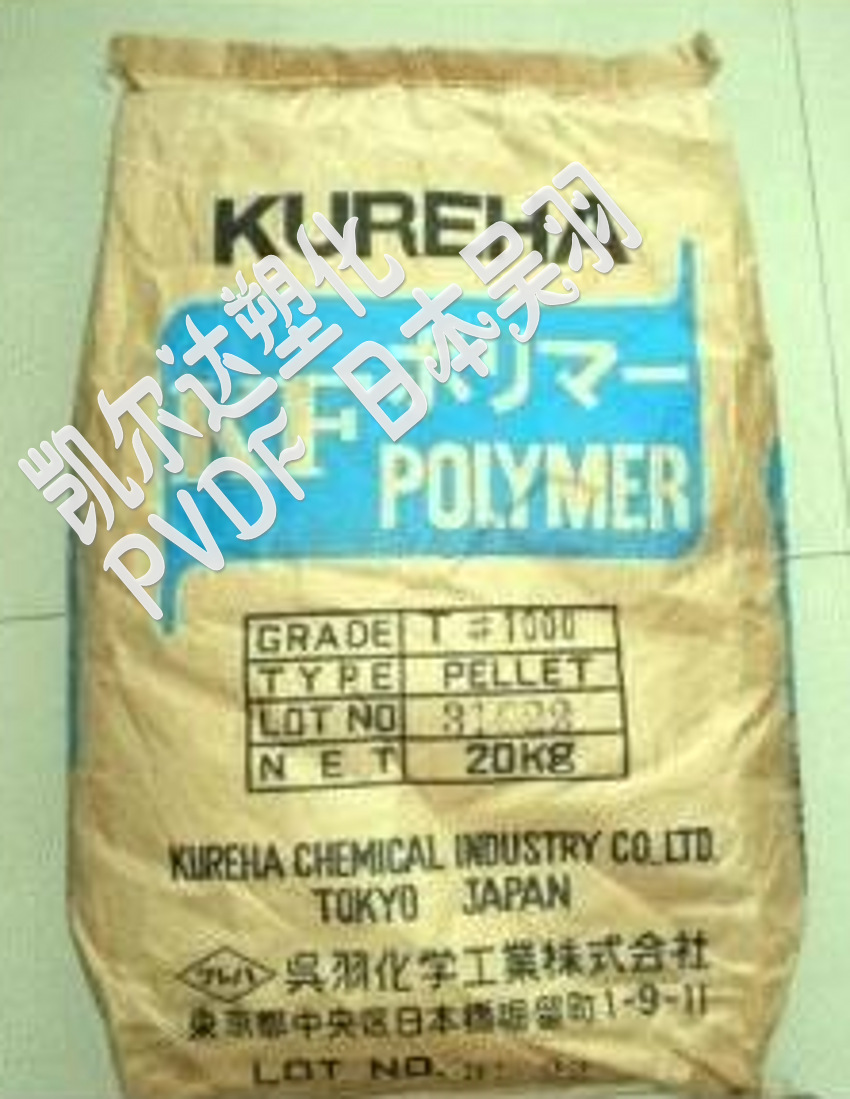 KUREHA
凯尔达塑化
PVDF 日本吴羽
KF ポリマー
POLYMER
GRADE T #1000
TYPE PELLET
LOT NO
NET 20Kg
KUREHA CHEMICAL INDUSTRY CO.,LTD.
TOKYO JAPAN
クレハ 呉羽化学工業株式会社
東京都中央区日本橋堀留町1-9-11
LOT NO.